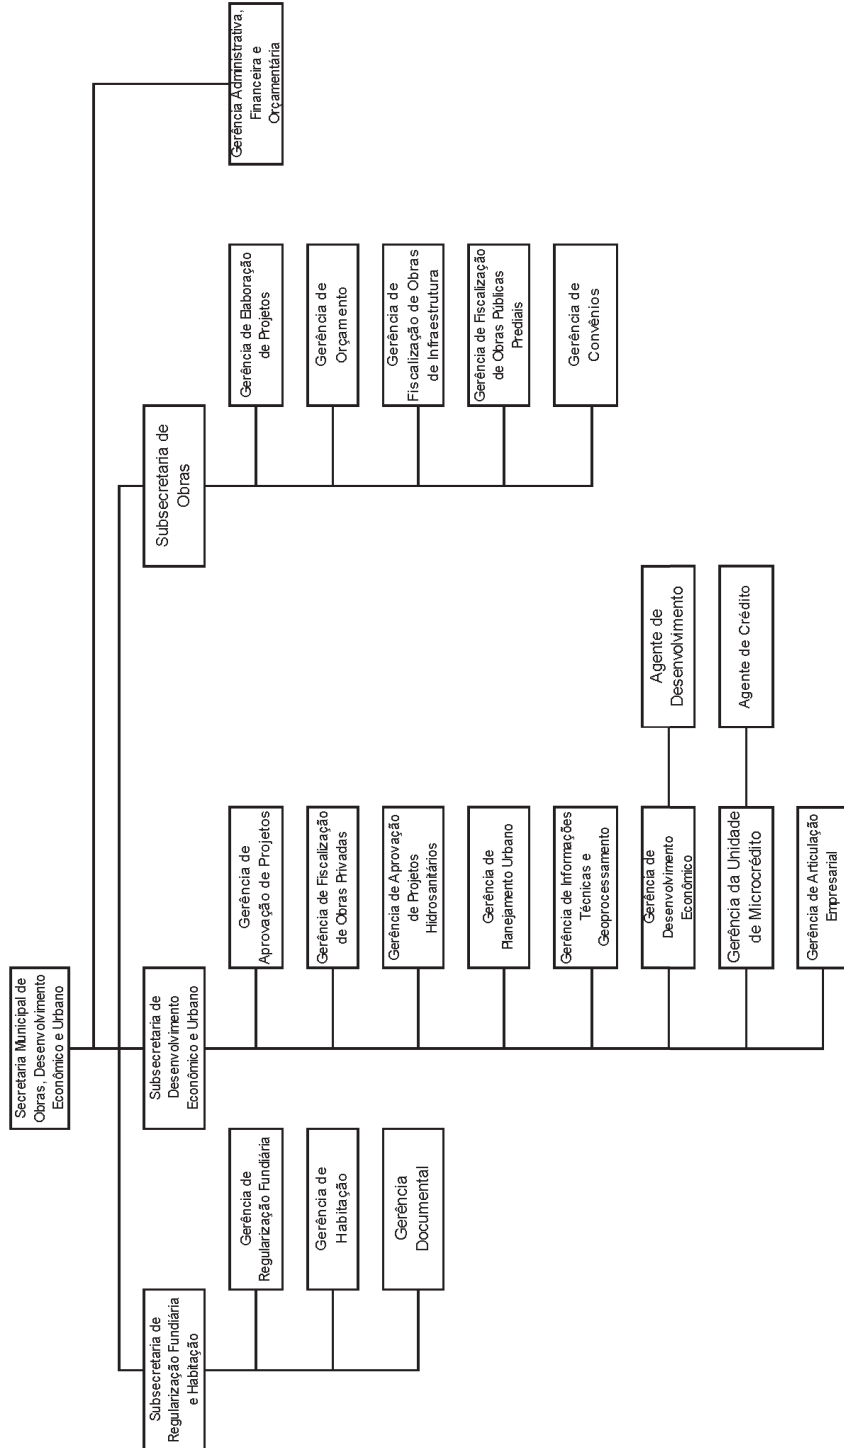 Secretaria Municipal de
Obras, Desenvolvimento
Econômico e Urbano
Subsecretaria de
Regularização Fundiária
e Habitação
Gerência de
Regularização Fundiária
Gerência de
Habitação
Gerência
Documental
Subsecretaria de
Desenvolvimento
Econômico e Urbano
Gerência de
Aprovação de Projetos
Gerência de Fiscalização
de Obras Privadas
Gerência de Aprovação
de Projetos
Hidrosanitários
Gerência de
Planejamento Urbano
Gerência de Informações
Técnicas e
Geoprocessamento
Gerência de
Desenvolvimento
Econômico
Agente de
Desenvolvimento
Gerência da Unidade
de Microcrédito
Agente de Crédito
Gerência de Articulação
Empresarial
Subsecretaria de
Obras
Gerência de Elaboração
de Projetos
Gerência de
Orçamento
Gerência de
Fiscalização de Obras
de Infraestrutura
Gerência de Fiscalização
de Obras Públicas
Prediais
Gerência de
Convênios
Gerência Administrativa,
Financeira e
Orçamentária